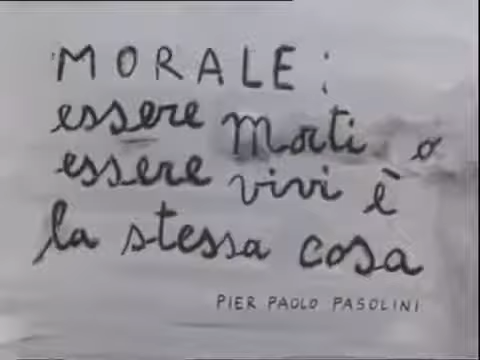 MORALE:
essere morti o
essere vivi è
la stessa cosa
PIER PAOLO PASOLINI